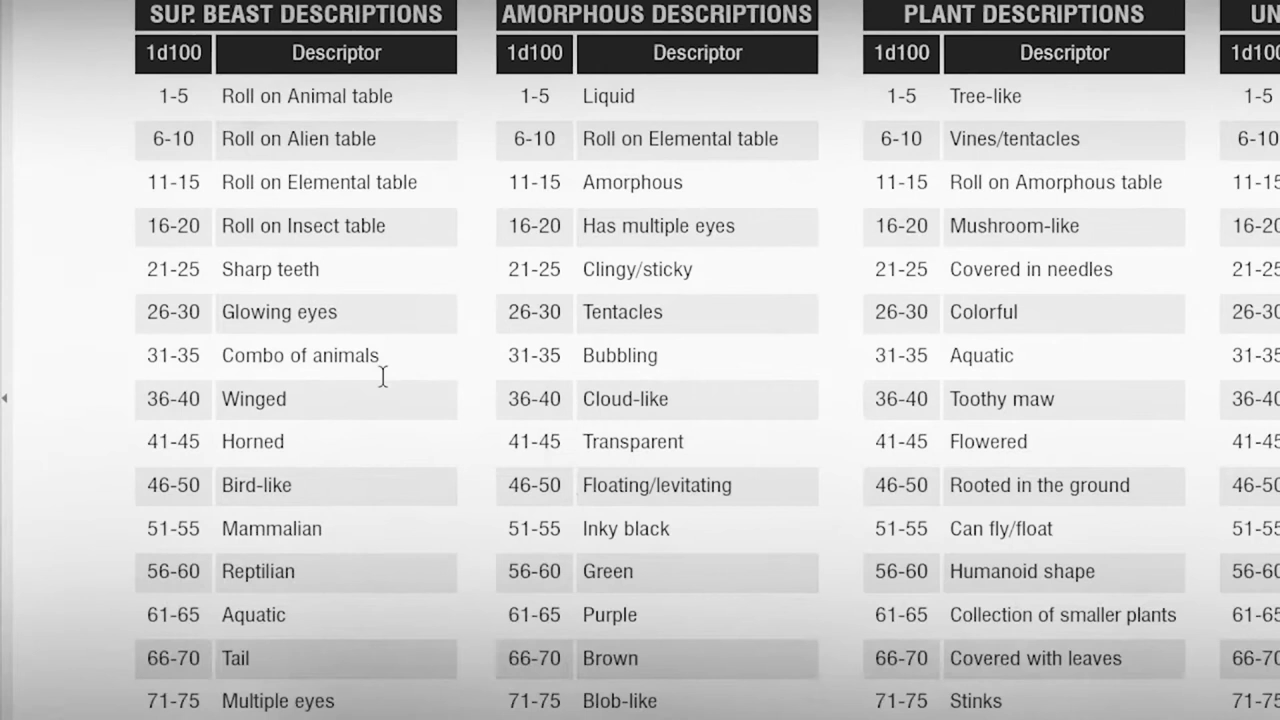 SUP. BEAST DESCRIPTIONS
1d100 Descriptor
1-5 Roll on Animal table
6-10 Roll on Alien table
11-15 Roll on Elemental table
16-20 Roll on Insect table
21-25 Sharp teeth
26-30 Glowing eyes
31-35 Combo of animals
36-40 Winged
41-45 Horned
46-50 Bird-like
51-55 Mammalian
56-60 Reptilian
61-65 Aquatic
66-70 Tail
71-75 Multiple eyes
AMORPHOUS DESCRIPTIONS
1d100 Descriptor
1-5 Liquid
6-10 Roll on Elemental table
11-15 Amorphous
16-20 Has multiple eyes
21-25 Clingy/sticky
26-30 Tentacles
31-35 Bubbling
36-40 Cloud-like
41-45 Transparent
46-50 Floating/levitating
51-55 Inky black
56-60 Green
61-65 Purple
66-70 Brown
71-75 Blob-like
PLANT DESCRIPTIONS
1d100 Descriptor
1-5 Tree-like
6-10 Vines/tentacles
11-15 Roll on Amorphous table
16-20 Mushroom-like
21-25 Covered in needles
26-30 Colorful
31-35 Aquatic
36-40 Toothy maw
41-45 Flowered
46-50 Rooted in the ground
51-55 Can fly/float
56-60 Humanoid shape
61-65 Collection of smaller plants
66-70 Covered with leaves
71-75 Stinks
UN
1d100
1-5
6-10
11-15
16-20
21-25
26-30
31-35
36-40
41-45
46-50
51-55
56-60
61-65
66-70
71-75